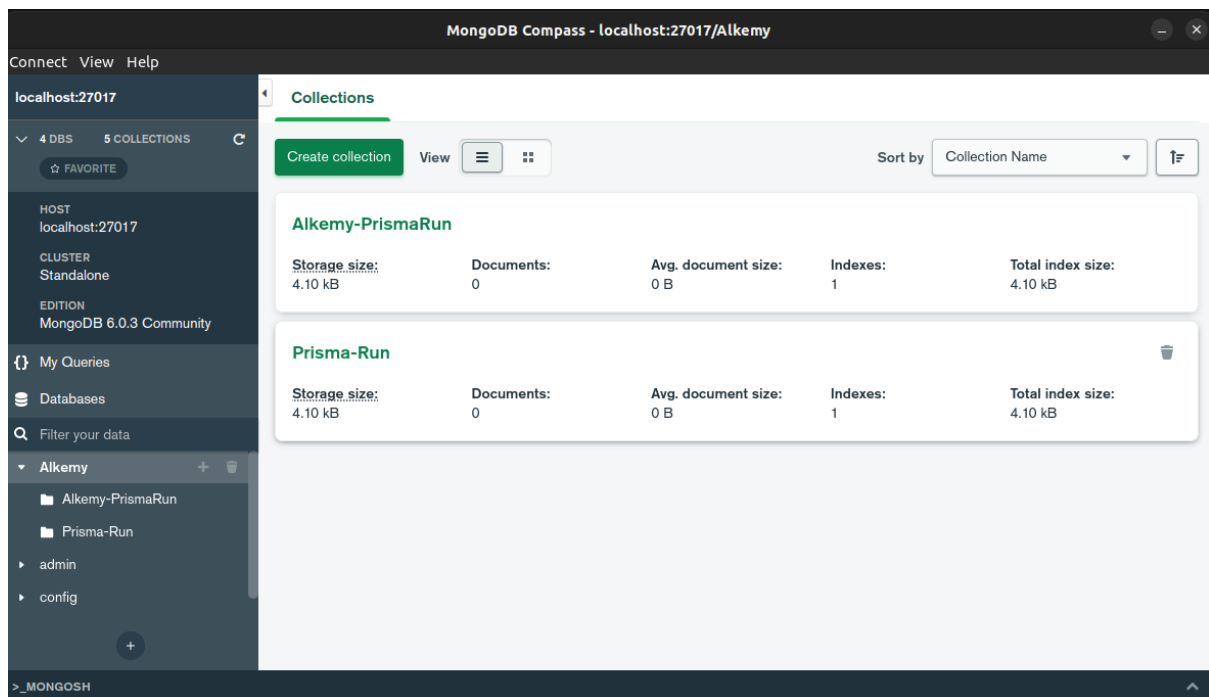 MongoDB Compass - localhost:27017/Alkemy
Connect View Help
localhost:27017
4 DBS 5 COLLECTIONS
FAVORITE
HOST
localhost:27017
CLUSTER
Standalone
EDITION
MongoDB 6.0.3 Community
{} My Queries
Databases
Filter your data
Alkemy
Alkemy-PrismaRun
Prisma-Run
admin
config
Collections
Create collection View Sort by Collection Name
Alkemy-PrismaRun
Storage size: Documents: Avg. document size: Indexes: Total index size:
4.10 kB 0 0 B 1 4.10 kB
Prisma-Run
Storage size: Documents: Avg. document size: Indexes: Total index size:
4.10 kB 0 0 B 1 4.10 kB
>_MONGOSH